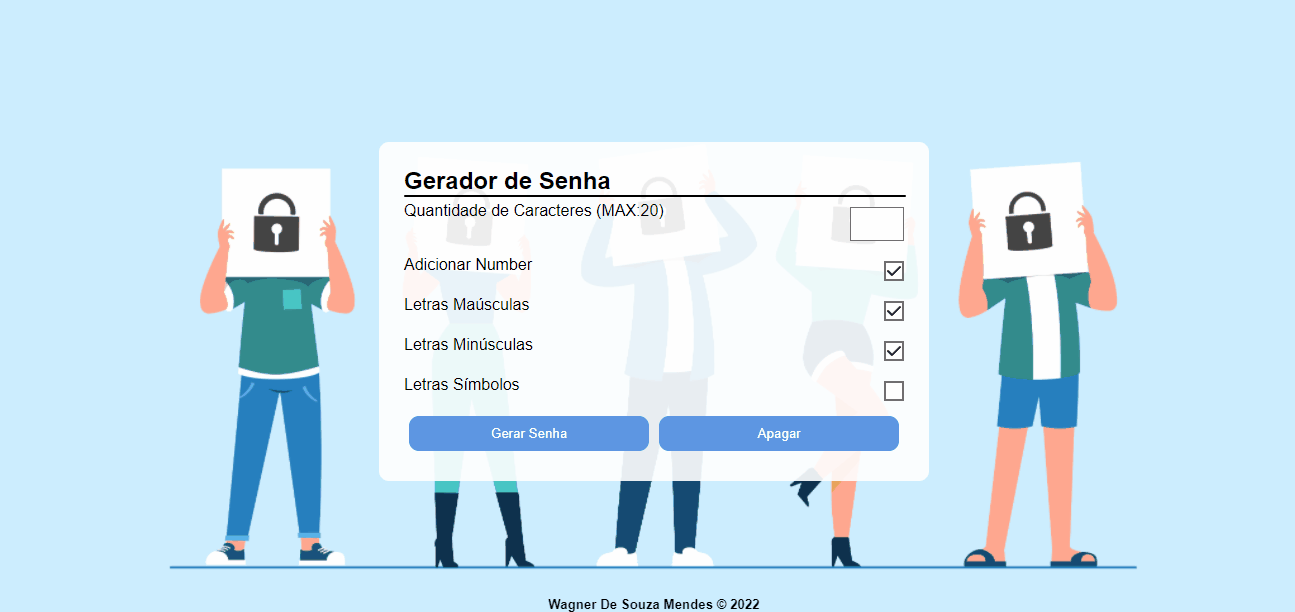 Gerador de Senha
Quantidade de Caracteres (MAX:20)
Adicionar Number
Letras Maúsculas
Letras Minúsculas
Letras Símbolos
Gerar Senha
Apagar
Wagner De Souza Mendes © 2022